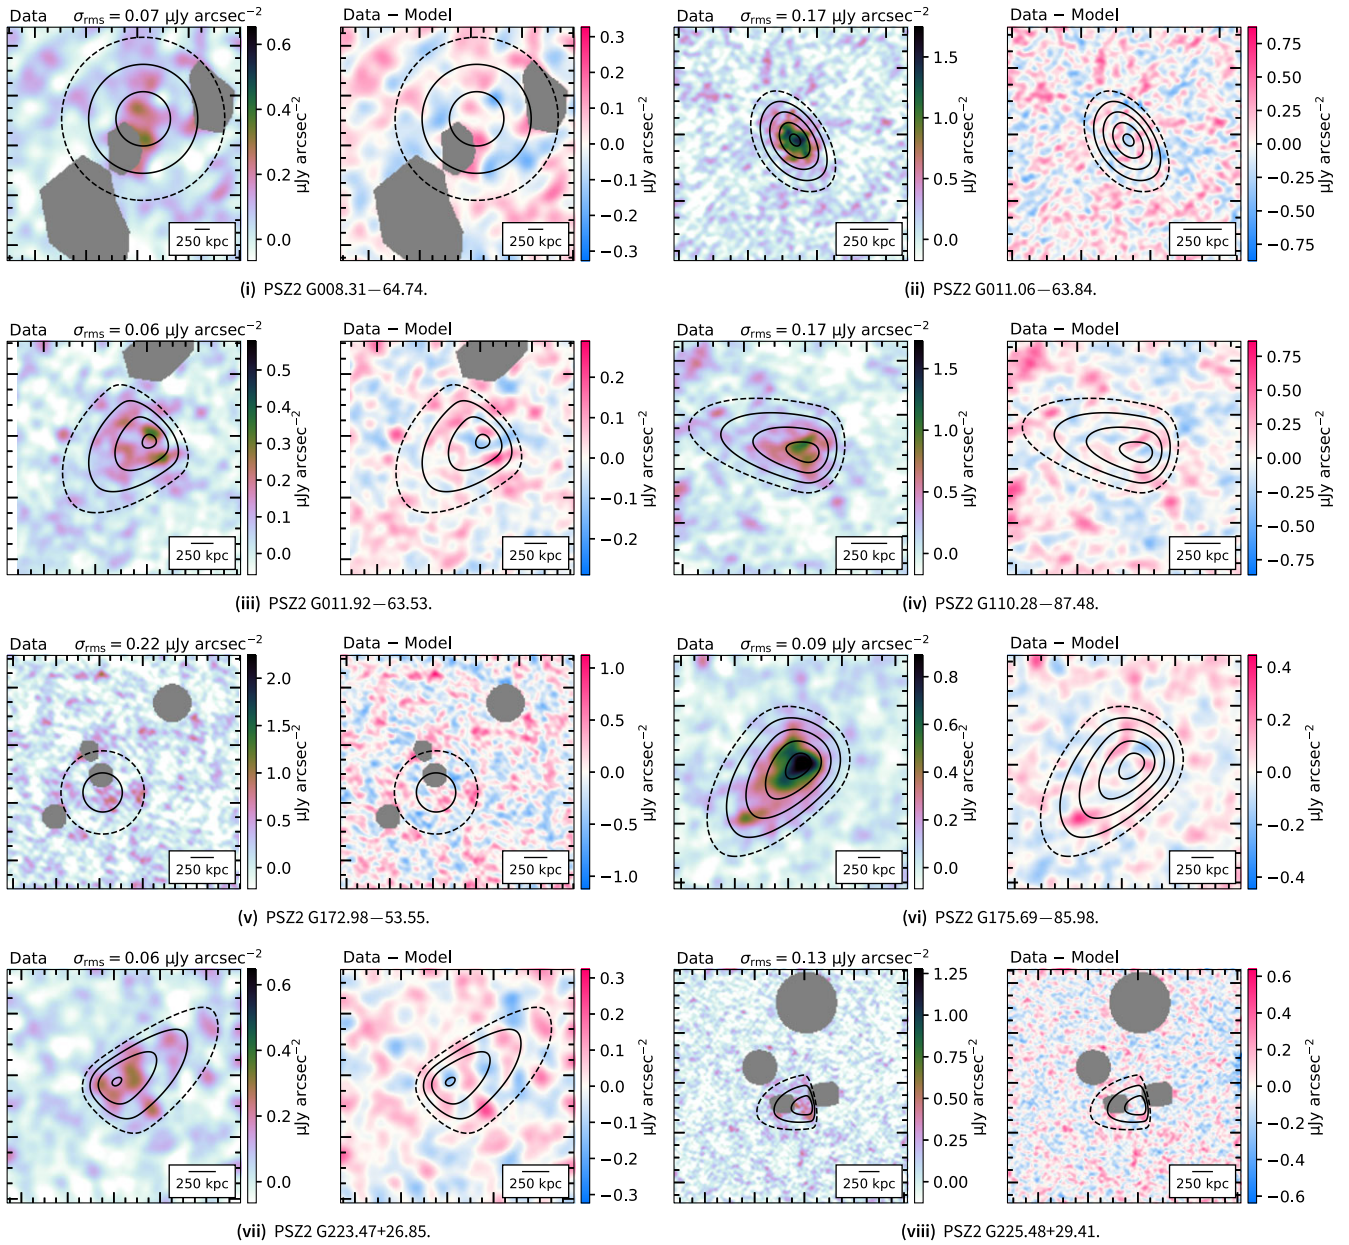 Data σrms = 0.07 µJy arcsec−2 Data − Model
0.6
0.4
0.2
0.0
µJy arcsec−2
0.3
0.2
0.1
0.0
−0.1
−0.2
−0.3
µJy arcsec−2
250 kpc
250 kpc
(i) PSZ2 G008.31−64.74.
Data σrms = 0.17 µJy arcsec−2 Data − Model
1.5
1.0
0.5
0.0
µJy arcsec−2
0.75
0.50
0.25
0.00
−0.25
−0.50
−0.75
µJy arcsec−2
250 kpc
250 kpc
(ii) PSZ2 G011.06−63.84.
Data σrms = 0.06 µJy arcsec−2 Data − Model
0.5
0.4
0.3
0.2
0.1
0.0
µJy arcsec−2
0.2
0.1
0.0
−0.1
−0.2
µJy arcsec−2
250 kpc
250 kpc
(iii) PSZ2 G011.92−63.53.
Data σrms = 0.17 µJy arcsec−2 Data − Model
1.5
1.0
0.5
0.0
µJy arcsec−2
0.75
0.50
0.25
0.00
−0.25
−0.50
−0.75
µJy arcsec−2
250 kpc
250 kpc
(iv) PSZ2 G110.28−87.48.
Data σrms = 0.22 µJy arcsec−2 Data − Model
2.0
1.5
1.0
0.5
0.0
µJy arcsec−2
1.0
0.5
0.0
−0.5
−1.0
µJy arcsec−2
250 kpc
250 kpc
(v) PSZ2 G172.98−53.55.
Data σrms = 0.09 µJy arcsec−2 Data − Model
0.8
0.6
0.4
0.2
0.0
µJy arcsec−2
0.4
0.2
0.0
−0.2
−0.4
µJy arcsec−2
250 kpc
250 kpc
(vi) PSZ2 G175.69−85.98.
Data σrms = 0.06 µJy arcsec−2 Data − Model
0.6
0.4
0.2
0.0
µJy arcsec−2
0.3
0.2
0.1
0.0
−0.1
−0.2
−0.3
µJy arcsec−2
250 kpc
250 kpc
(vii) PSZ2 G223.47+26.85.
Data σrms = 0.13 µJy arcsec−2 Data − Model
1.25
1.00
0.75
0.50
0.25
0.00
µJy arcsec−2
0.6
0.4
0.2
0.0
−0.2
−0.4
−0.6
µJy arcsec−2
250 kpc
250 kpc
(viii) PSZ2 G225.48+29.41.